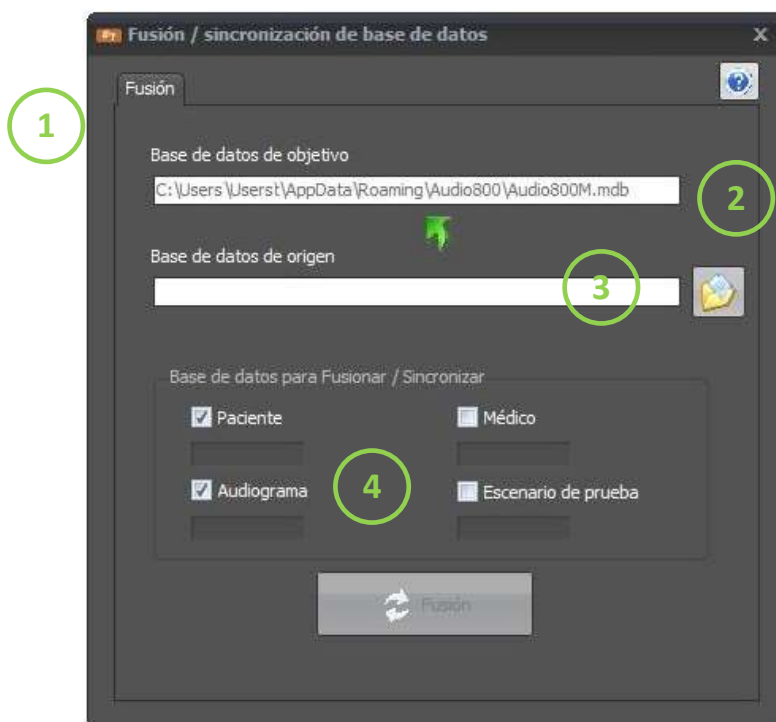 Fusión / sincronización de base de datos
x
Fusión
?
1
Base de datos de objetivo
C:\Users\Userst\AppData\Roaming\Audio800\Audio800M.mdb
2
Base de datos de origen
3
Base de datos para Fusionar / Sincronizar
Paciente Médico
Audiograma 4 Escenario de prueba
Fusión